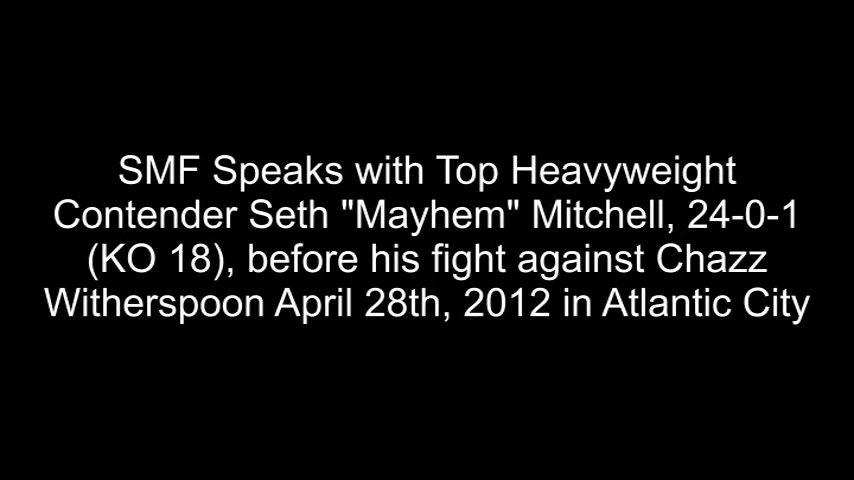 SMF Speaks with Top Heavyweight
Contender Seth "Mayhem" Mitchell, 24-0-1
(KO 18), before his fight against Chazz
Witherspoon April 28th, 2012 in Atlantic City